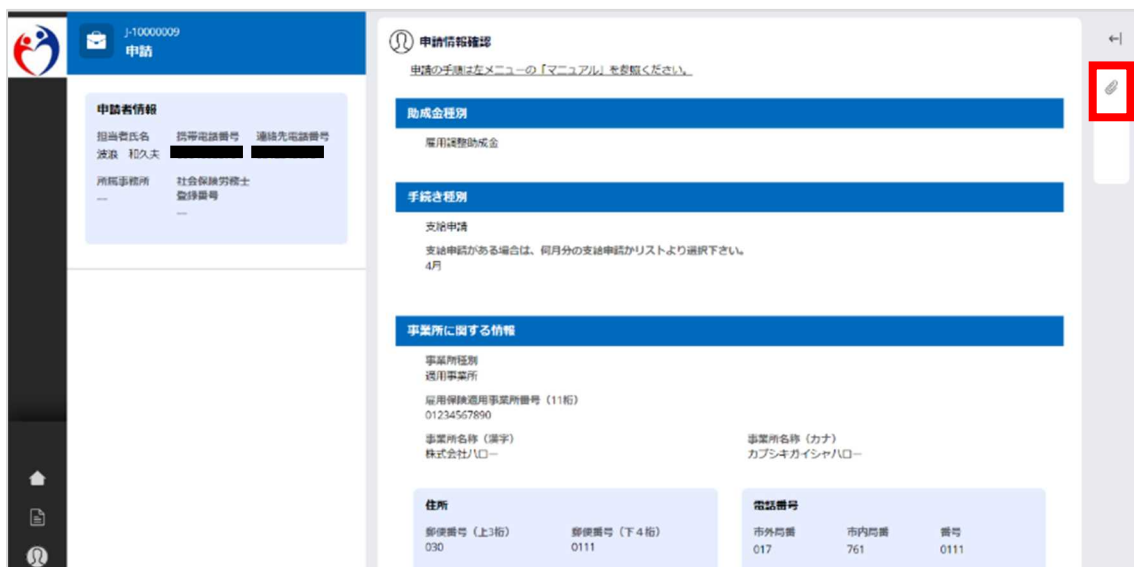 J-10000009
申請
申請者情報
担当者氏名 携帯電話番号 連絡先電話番号
波浪 和久夫
所属事務所 社会保険労務士
登録番号
---
---
申請情報確認
申請の手順は左メニューの「マニュアル」を参照ください。
助成金種別
雇用調整助成金
手続き種別
支給申請
支給申請がある場合は、何月分の支給申請かリストより選択下さい。
4月
事業所に関する情報
事業所種別
適用事業所
雇用保険適用事業所番号（11桁）
01234567890
事業所名称（漢字） 事業所名称（カナ）
株式会社ハロー カブシキガイシャハロー
住所 電話番号
郵便番号（上3桁） 郵便番号（下４桁） 市外局番 市内局番 番号
030 0111 017 761 0111